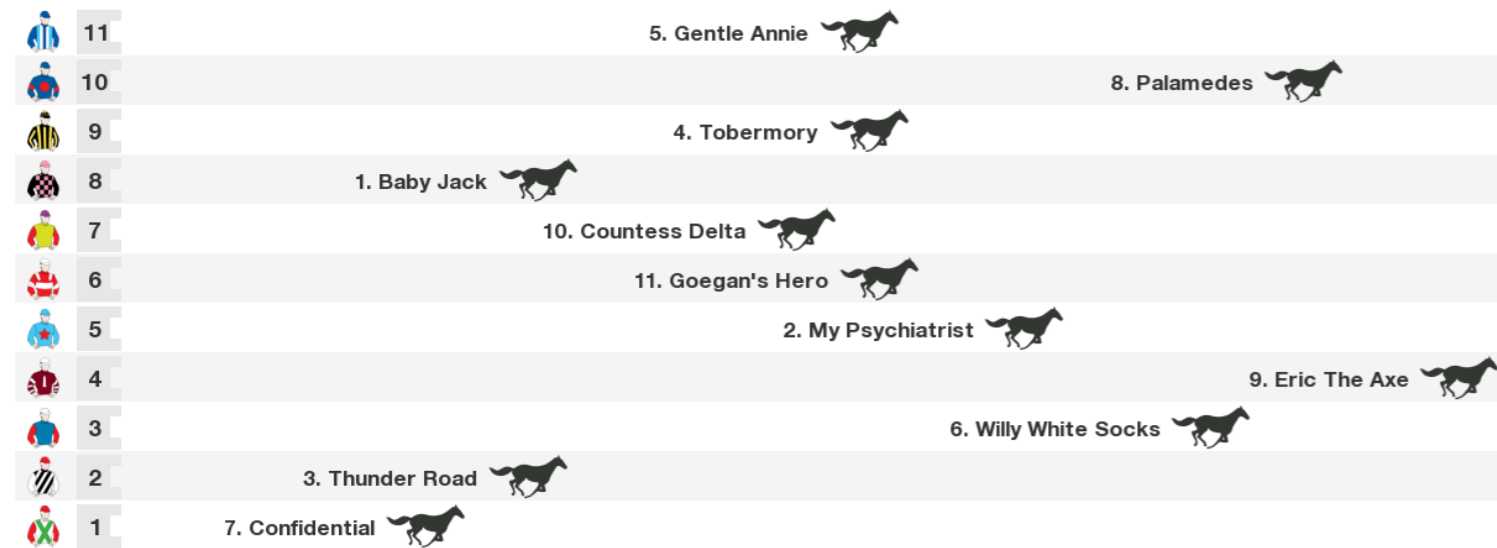 11 5. Gentle Annie
10 8. Palamedes
9 4. Tobermory
8 1. Baby Jack
7 10. Countess Delta
6 11. Goegan's Hero
5 2. My Psychiatrist
4 9. Eric The Axe
3 6. Willy White Socks
2 3. Thunder Road
1 7. Confidential